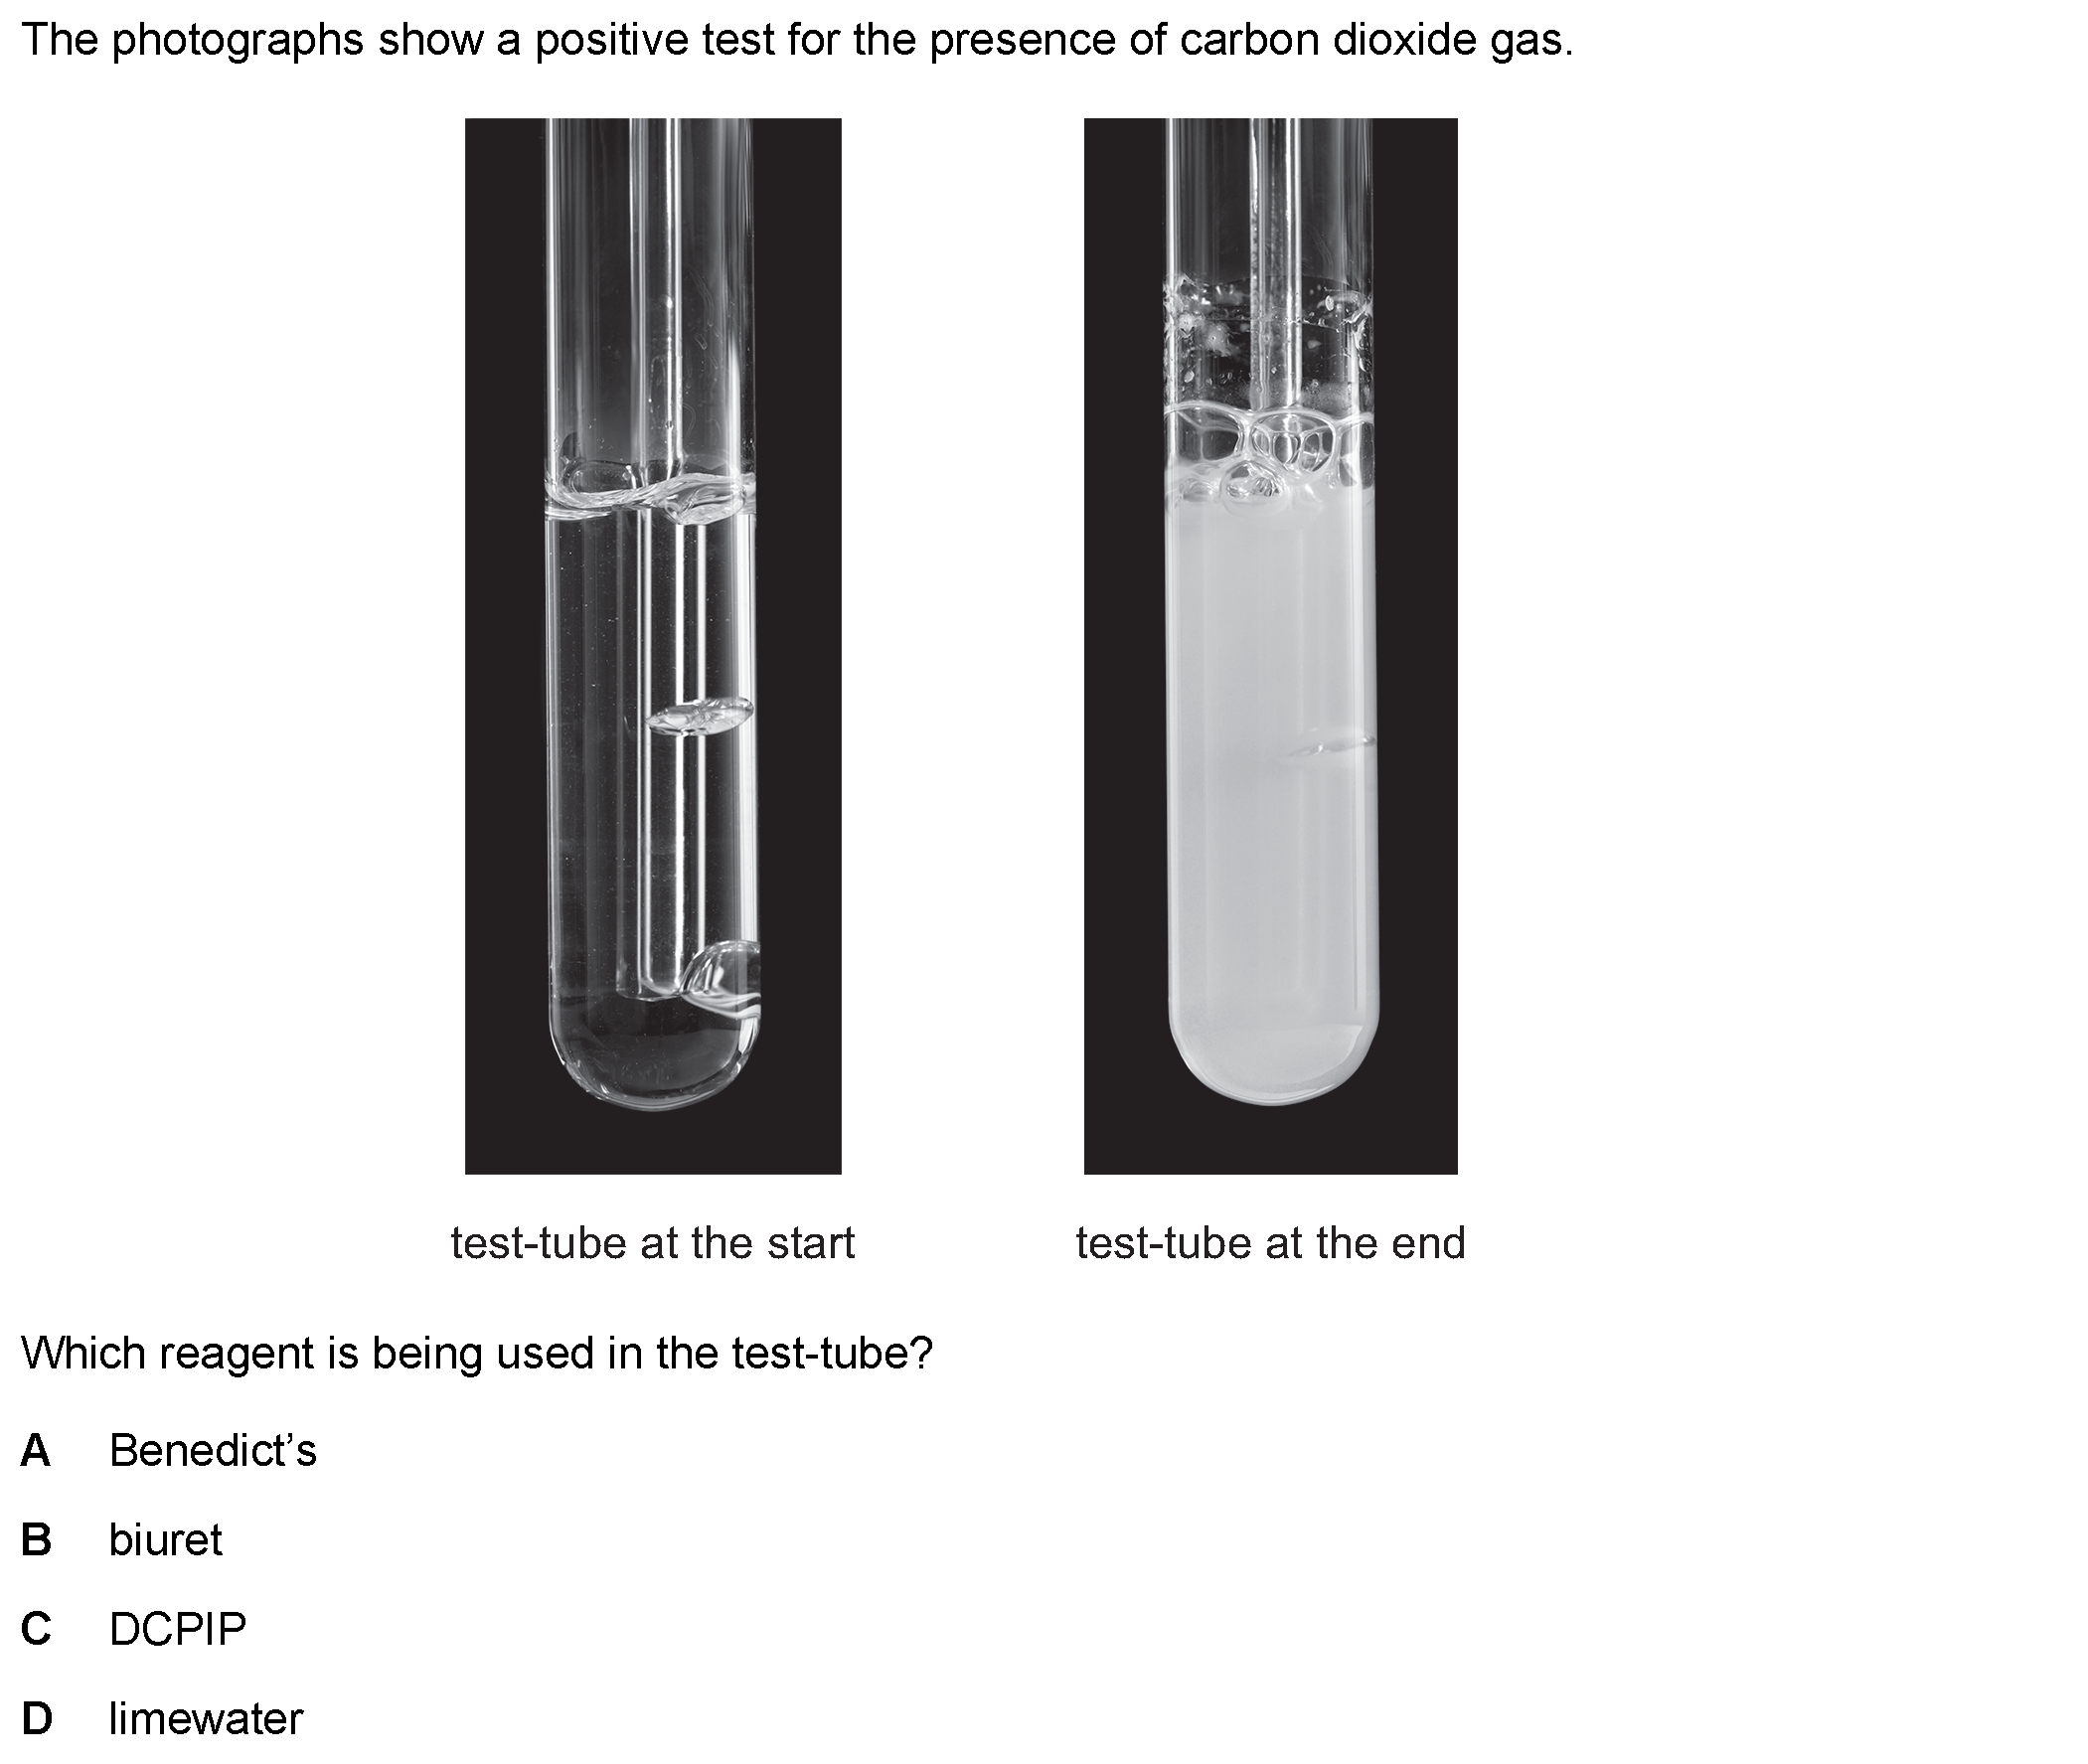 The photographs show a positive test for the presence of carbon dioxide gas.
test-tube at the start
test-tube at the end
Which reagent is being used in the test-tube?
A Benedict’s
B biuret
C DCPIP
D limewater